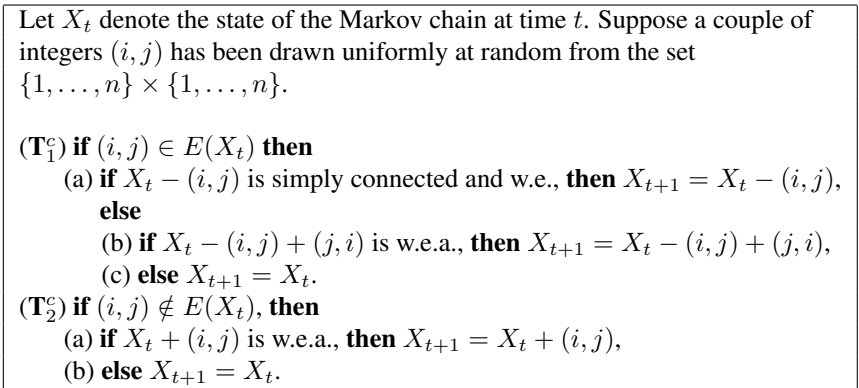 Let $X_t$ denote the state of the Markov chain at time $t$. Suppose a couple of
integers $(i, j)$ has been drawn uniformly at random from the set
$\{1, \ldots, n\} \times \{1, \ldots, n\}$.
($\mathbf{T}_1^c$) **if** $(i, j) \in E(X_t)$ **then**
(a) **if** $X_t - (i, j)$ is simply connected and w.e., **then** $X_{t+1} = X_t - (i, j)$,
**else**
(b) **if** $X_t - (i, j) + (j, i)$ is w.e.a., **then** $X_{t+1} = X_t - (i, j) + (j, i)$,
(c) **else** $X_{t+1} = X_t$.
($\mathbf{T}_2^c$) **if** $(i, j) \notin E(X_t)$, **then**
(a) **if** $X_t + (i, j)$ is w.e.a., **then** $X_{t+1} = X_t + (i, j)$,
(b) **else** $X_{t+1} = X_t$.